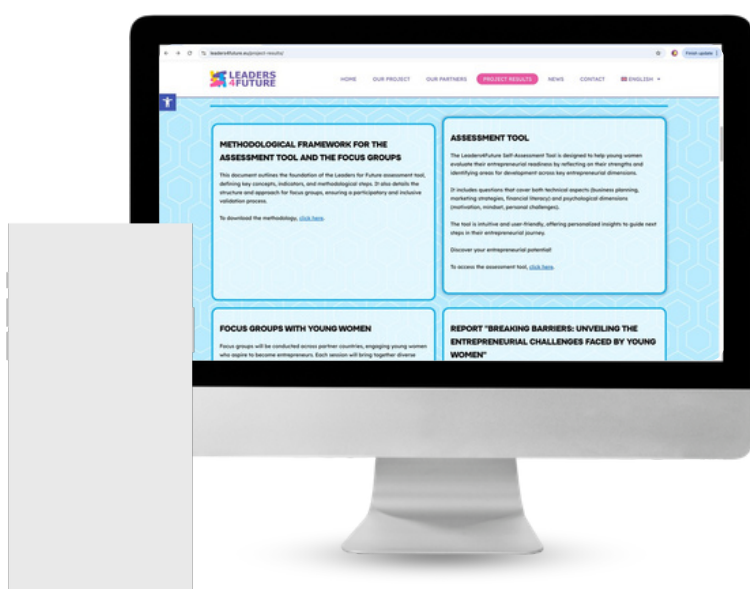 leaders4future.eu/project-results/
Finish update
LEADERS
4FUTURE
HOME
OUR PROJECT
OUR PARTNERS
PROJECT RESULTS
NEWS
CONTACT
ENGLISH
METHODOLOGICAL FRAMEWORK FOR THE
ASSESSMENT TOOL AND THE FOCUS GROUPS
This document outlines the foundation of the Leaders for Future assessment tool,
defining key concepts, indicators, and methodological steps. It also details the
structure and approach for focus groups, ensuring a participatory and inclusive
validation process.
To download the methodology, click here.
ASSESSMENT TOOL
The Leaders4Future Self-Assessment Tool is designed to help young women
evaluate their entrepreneurial readiness by reflecting on their strengths and
identifying areas for development across key entrepreneurial dimensions.
It includes questions that cover both technical aspects (business planning,
marketing strategies, financial literacy) and psychological dimensions
(motivation, mindset, personal challenges).
The tool is intuitive and user-friendly, offering personalized insights to guide next
steps in their entrepreneurial journey.
Discover your entrepreneurial potential!
To access the assessment tool, click here.
FOCUS GROUPS WITH YOUNG WOMEN
Focus groups will be conducted across partner countries, engaging young women
who aspire to become entrepreneurs. Each session will bring together diverse
REPORT "BREAKING BARRIERS: UNVEILING THE
ENTREPRENEURIAL CHALLENGES FACED BY YOUNG
WOMEN"